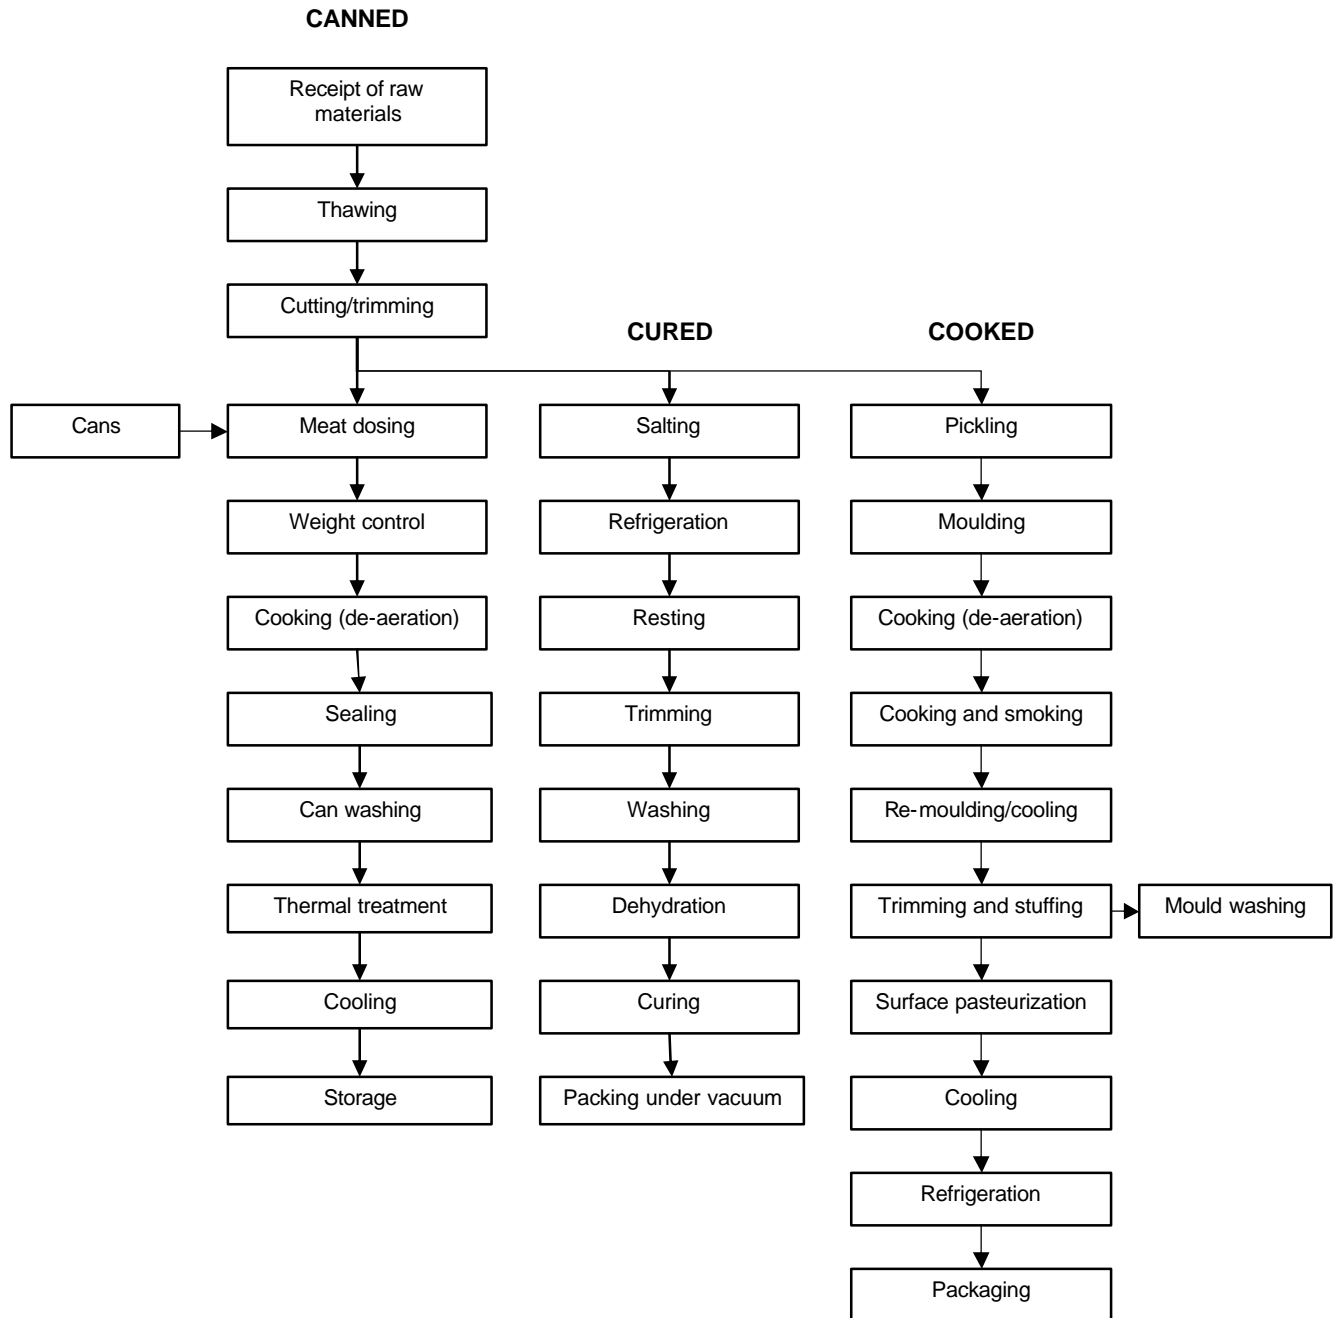 CANNED
Receipt of raw
materials
Thawing
Cutting/trimming
CURED
COOKED
Cans
Meat dosing
Salting
Pickling
Weight control
Refrigeration
Moulding
Cooking (de-aeration)
Resting
Cooking (de-aeration)
Sealing
Trimming
Cooking and smoking
Can washing
Washing
Re-moulding/cooling
Thermal treatment
Dehydration
Trimming and stuffing
Mould washing
Cooling
Curing
Surface pasteurization
Storage
Packing under vacuum
Cooling
Refrigeration
Packaging